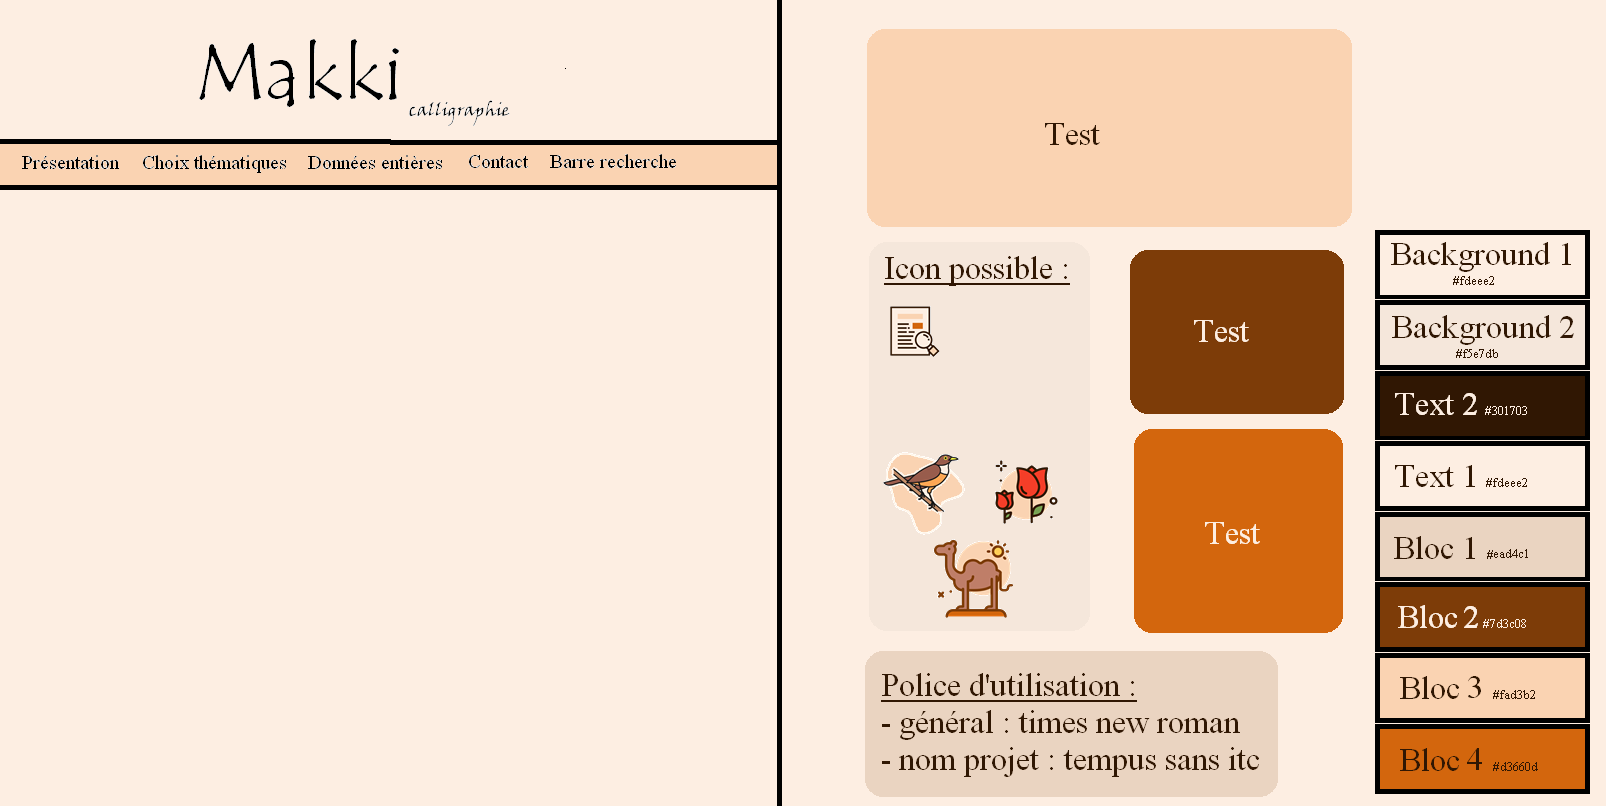 Makki
calligraphie
Présentation Choix thématiques Données entières Contact Barre recherche
Test
Icon possible :
Test
Test
Police d'utilisation :
- général : times new roman
- nom projet : tempus sans itc
Background 1
#fdeee2
Background 2
#f5e7db
Text 2 #301703
Text 1 #fdeee2
Bloc 1 #ead4c1
Bloc 2 #7d3c08
Bloc 3 #fad3b2
Bloc 4 #d3660d